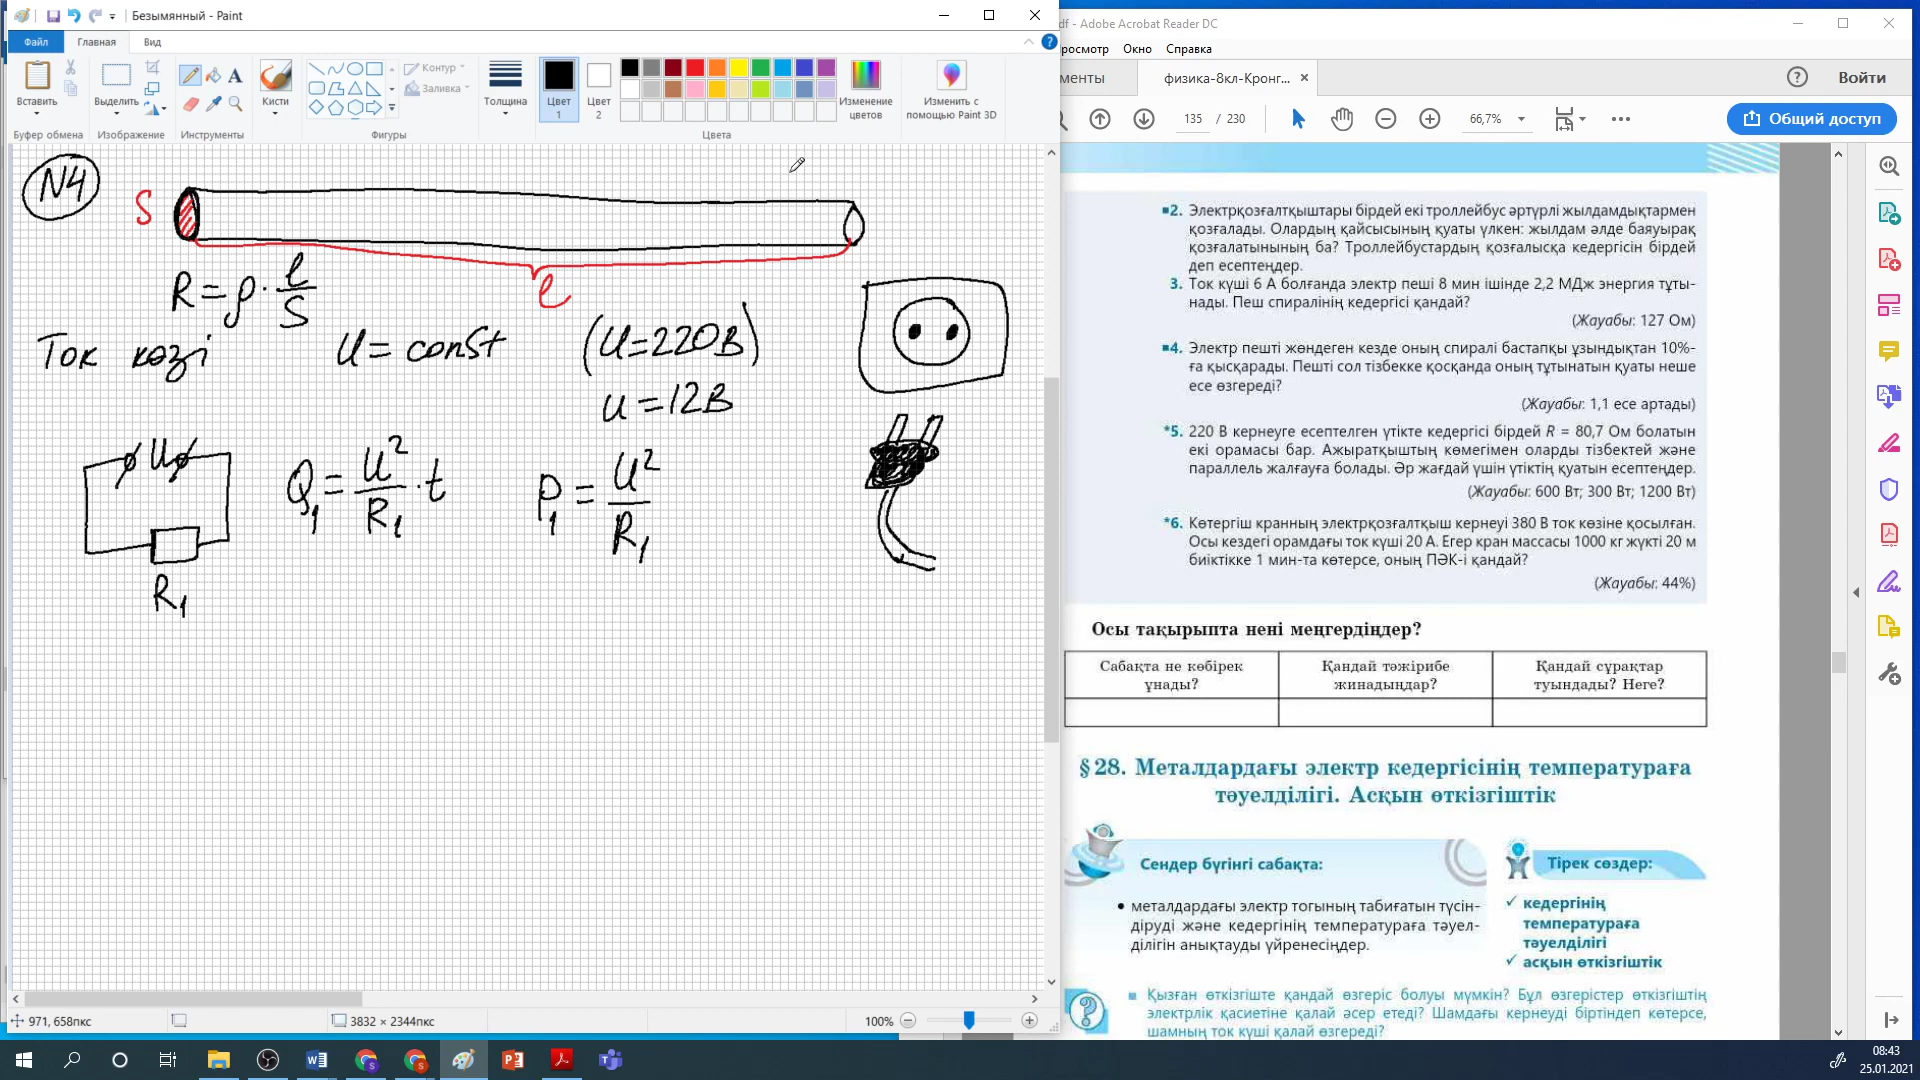 Безымянный - Paint
Файл
Главная
Вид
Вставить
Выделить
Кисти
Контур
Заливка
Толщина
Цвет 1
Цвет 2
Изменение цветов
Изменить с помощью Paint 3D
Буфер обмена
Изображение
Инструменты
Фигуры
Цвета
N4
S
R = ρ · l/S
l
Ток көзі
U = const
(U=220В)
U = 12В
U
Q₁ = U²/R₁ · t
P₁ = U²/R₁
R₁
971, 658пкс
3832 × 2344пкс
100%
df - Adobe Acrobat Reader DC
росмотр
Окно
Справка
менты
физика-8кл-Кронг...
Войти
135 / 230
66,7%
Общий доступ
2. Электрқозғалтқыштары бірдей екі троллейбус әртүрлі жылдамдықтармен
қозғалады. Олардың қайсысының қуаты үлкен: жылдам әлде баяуырақ
қозғалатынының ба? Троллейбустардың қозғалысқа кедергісін бірдей
деп есептеңдер.
3. Ток күші 6 А болғанда электр пеші 8 мин ішінде 2,2 МДж энергия тұты-
нады. Пеш спиралінің кедергісі қандай?
(Жауабы: 127 Ом)
4. Электр пешті жөндеген кезде оның спиралі бастапқы ұзындықтан 10%-
ға қысқарады. Пешті сол тізбекке қосқанда оның тұтынатын қуаты неше
есе өзгереді?
(Жауабы: 1,1 есе артады)
*5. 220 В кернеуге есептелген үтікте кедергісі бірдей R = 80,7 Ом болатын
екі орамасы бар. Ажыратқыштың көмегімен оларды тізбектей және
параллель жалғауға болады. Әр жағдай үшін үтіктің қуатын есептеңдер.
(Жауабы: 600 Вт; 300 Вт; 1200 Вт)
*6. Көтергіш кранның электрқозғалтқыш кернеуі 380 В ток көзіне қосылған.
Осы кездегі орамдағы ток күші 20 А. Егер кран массасы 1000 кг жүкті 20 м
биіктікке 1 мин-та көтерсе, оның ПӘК-і қандай?
(Жауабы: 44%)
Осы тақырыпта нені меңгердіңдер?
Сабақта не көбірек ұнады?
Қандай тәжірибе жинадыңдар?
Қандай сұрақтар туындады? Неге?
§ 28. Металдардағы электр кедергісінің температураға
тәуелділігі. Асқын өткізгіштік
Сендер бүгінгі сабақта:
• металдардағы электр тогының табиғатын түсін-
діруді және кедергінің температураға тәуел-
ділігін анықтауды үйренесіңдер.
Тірек сөздер:
✓ кедергінің
температураға
тәуелділігі
✓ асқын өткізгіштік
Қызған өткізгіште қандай өзгеріс болуы мүмкін? Бұл өзгерістер өткізгіштің
электрлік қасиетіне қалай әсер етеді? Шамдағы кернеуді біртіндеп көтерсе,
шамның ток күші қалай өзгереді?
08:43
25.01.2021